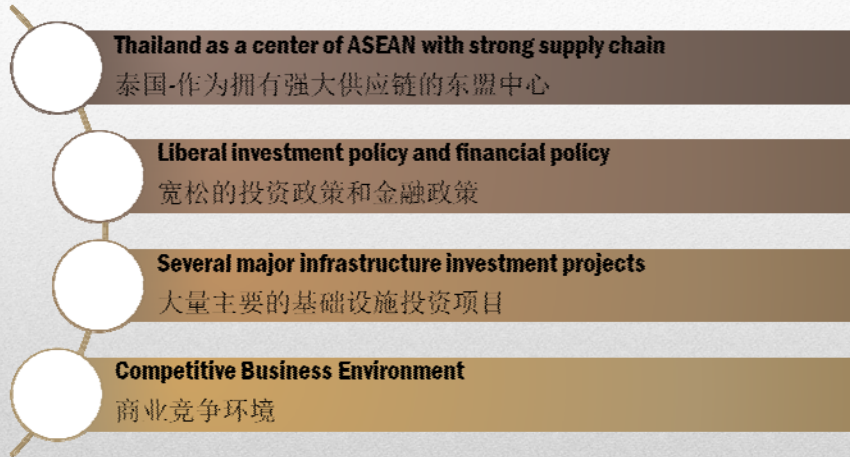 Thailand as a center of ASEAN with strong supply chain
泰国-作为拥有强大供应链的东盟中心
Liberal investment policy and financial policy
宽松的投资政策和金融政策
Several major infrastructure investment projects
大量主要的基础设施投资项目
Competitive Business Environment
商业竞争环境